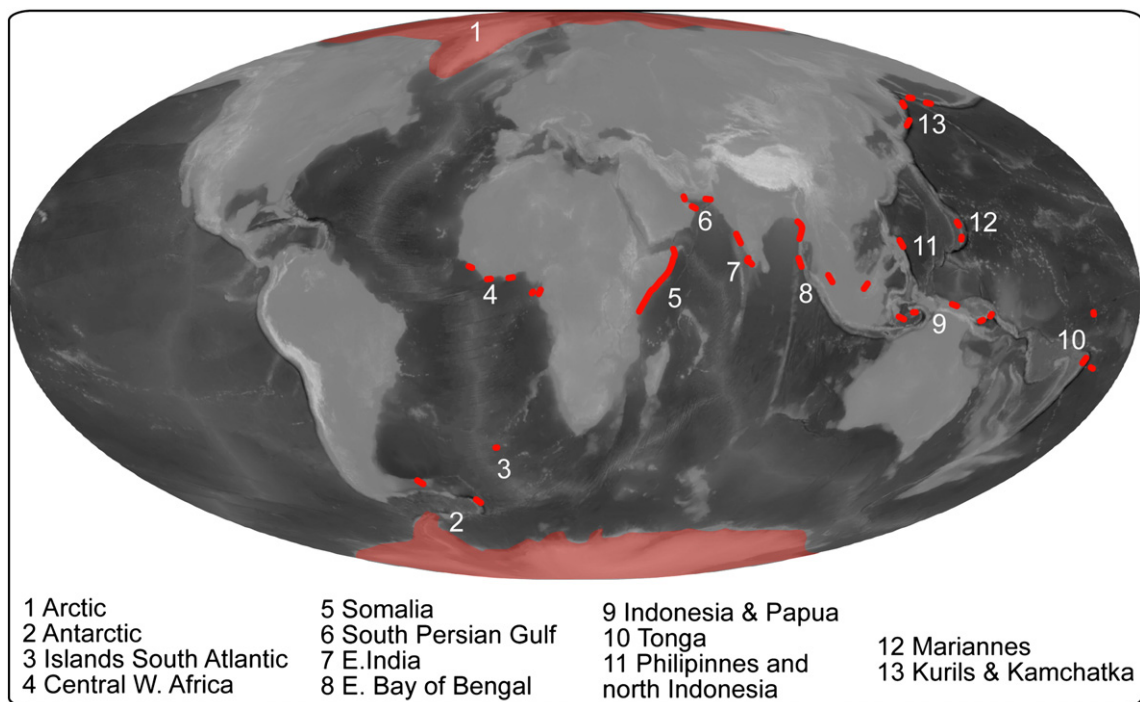 1
13
12
6
11
7
4
5
8
9
10
3
2
1 Arctic
2 Antarctic
3 Islands South Atlantic
4 Central W. Africa
5 Somalia
6 South Persian Gulf
7 E.India
8 E. Bay of Bengal
9 Indonesia & Papua
10 Tonga
11 Philipinnes and
north Indonesia
12 Mariannes
13 Kurils & Kamchatka